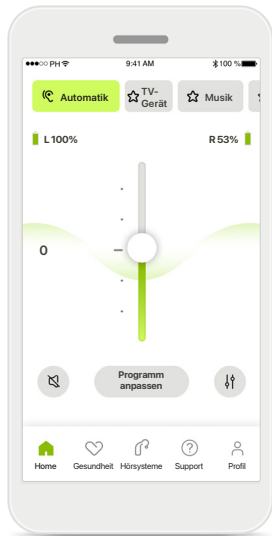 ●●●○○ PH 9:41 AM 100 %
Automatik
TV-
Gerät
Musik
L 100%
R 53%
0
Programm
anpassen
Home Gesundheit Hörsysteme Support Profil